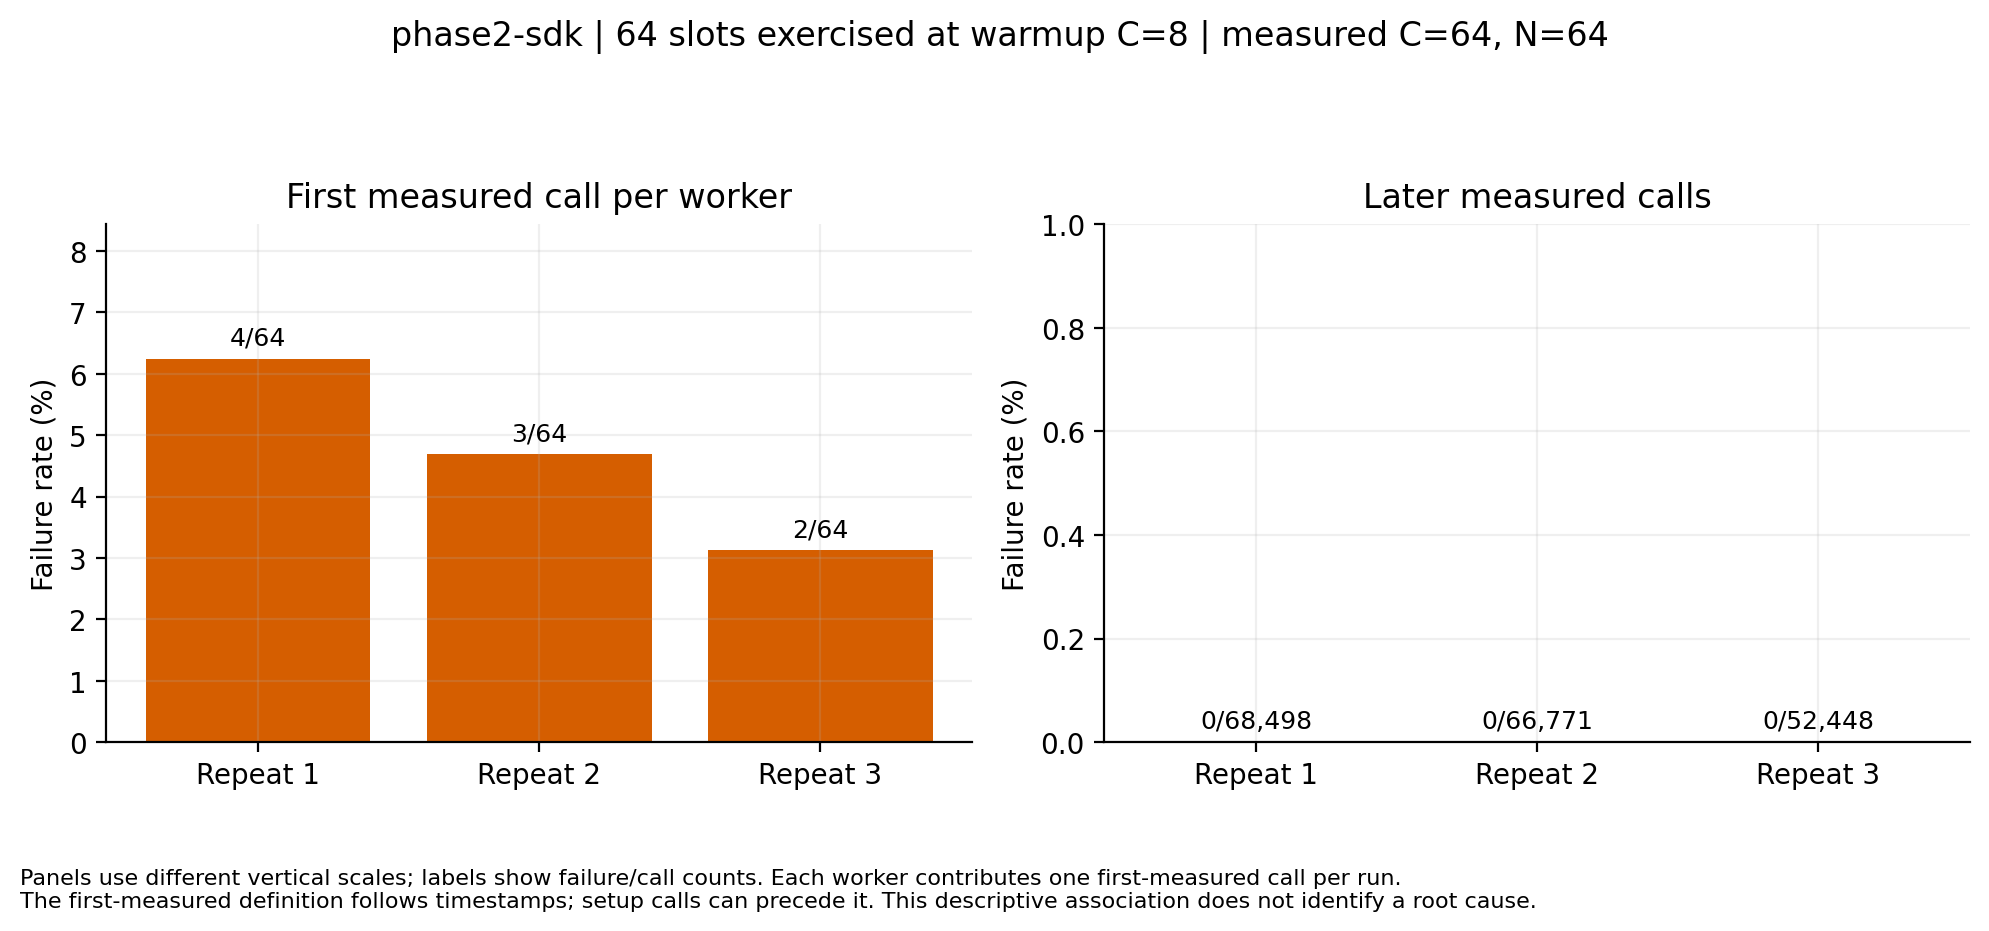 phase2-sdk | 64 slots exercised at warmup C=8 | measured C=64, N=64
First measured call per worker
Failure rate (%)
8
7
6
5
4
3
2
1
0
4/64
3/64
2/64
Repeat 1
Repeat 2
Repeat 3
Later measured calls
Failure rate (%)
1.0
0.8
0.6
0.4
0.2
0.0
0/68,498
0/66,771
0/52,448
Repeat 1
Repeat 2
Repeat 3
Panels use different vertical scales; labels show failure/call counts. Each worker contributes one first-measured call per run.
The first-measured definition follows timestamps; setup calls can precede it. This descriptive association does not identify a root cause.